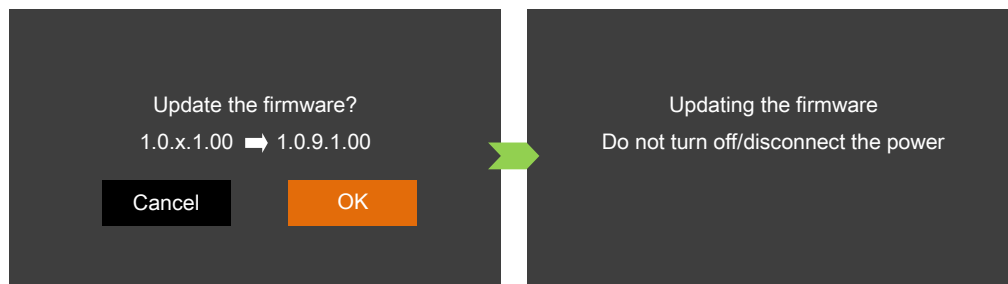 Update the firmware?
1.0.x.1.00 ➡ 1.0.9.1.00
Cancel
OK
Updating the firmware
Do not turn off/disconnect the power